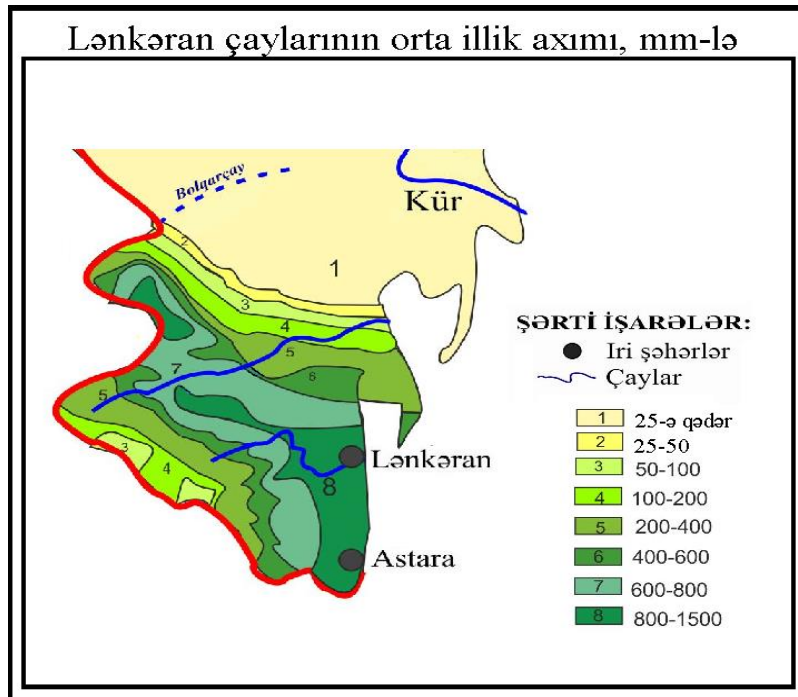 Lənkəran çaylarının orta illik axımı, mm-lə
Bolqarçay
Kür
2
1
3
4
5
6
7
5
3
4
8
Lənkəran
Astara
ŞƏRTİ İŞARƏLƏR:
Iri şəhərlər
Çaylar
1 25-ə qədər
2 25-50
3 50-100
4 100-200
5 200-400
6 400-600
7 600-800
8 800-1500